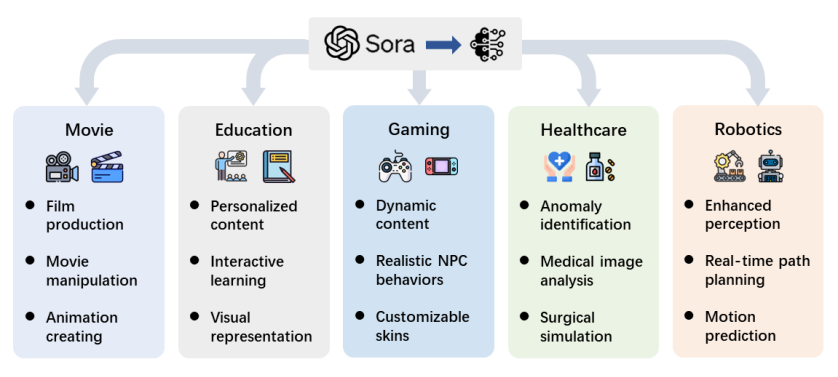 Sora
Movie
Film
production
Movie
manipulation
Animation
creating
Education
Personalized
content
Interactive
learning
Visual
representation
Gaming
Dynamic
content
Realistic NPC
behaviors
Customizable
skins
Healthcare
Anomaly
identification
Medical image
analysis
Surgical
simulation
Robotics
Enhanced
perception
Real-time path
planning
Motion
prediction